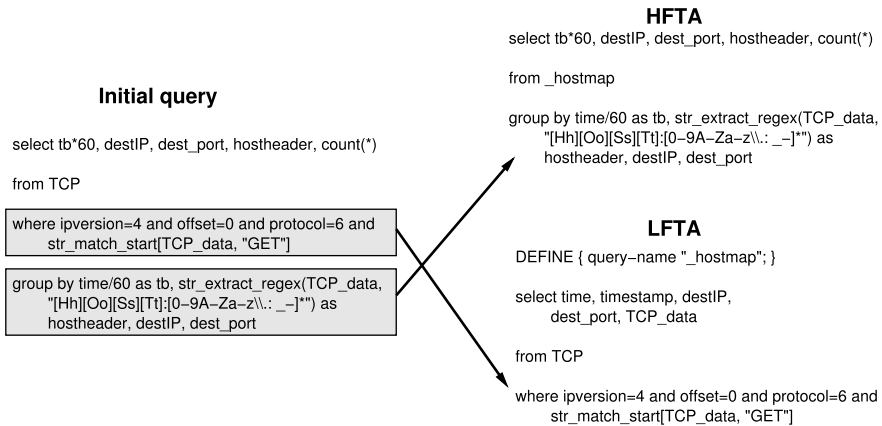 Initial query
select tb*60, destIP, dest_port, hostheader, count(*)
from TCP
where ipversion=4 and offset=0 and protocol=6 and
str_match_start[TCP_data, "GET"]
group by time/60 as tb, str_extract_regex(TCP_data,
"[Hh][Oo][Ss][Tt]:[0−9A−Za−z\\.: _−]*") as
hostheader, destIP, dest_port
HFTA
select tb*60, destIP, dest_port, hostheader, count(*)
from _hostmap
group by time/60 as tb, str_extract_regex(TCP_data,
"[Hh][Oo][Ss][Tt]:[0−9A−Za−z\\.: _−]*") as
hostheader, destIP, dest_port
LFTA
DEFINE { query−name "_hostmap"; }
select time, timestamp, destIP,
dest_port, TCP_data
from TCP
where ipversion=4 and offset=0 and protocol=6 and
str_match_start[TCP_data, "GET"]